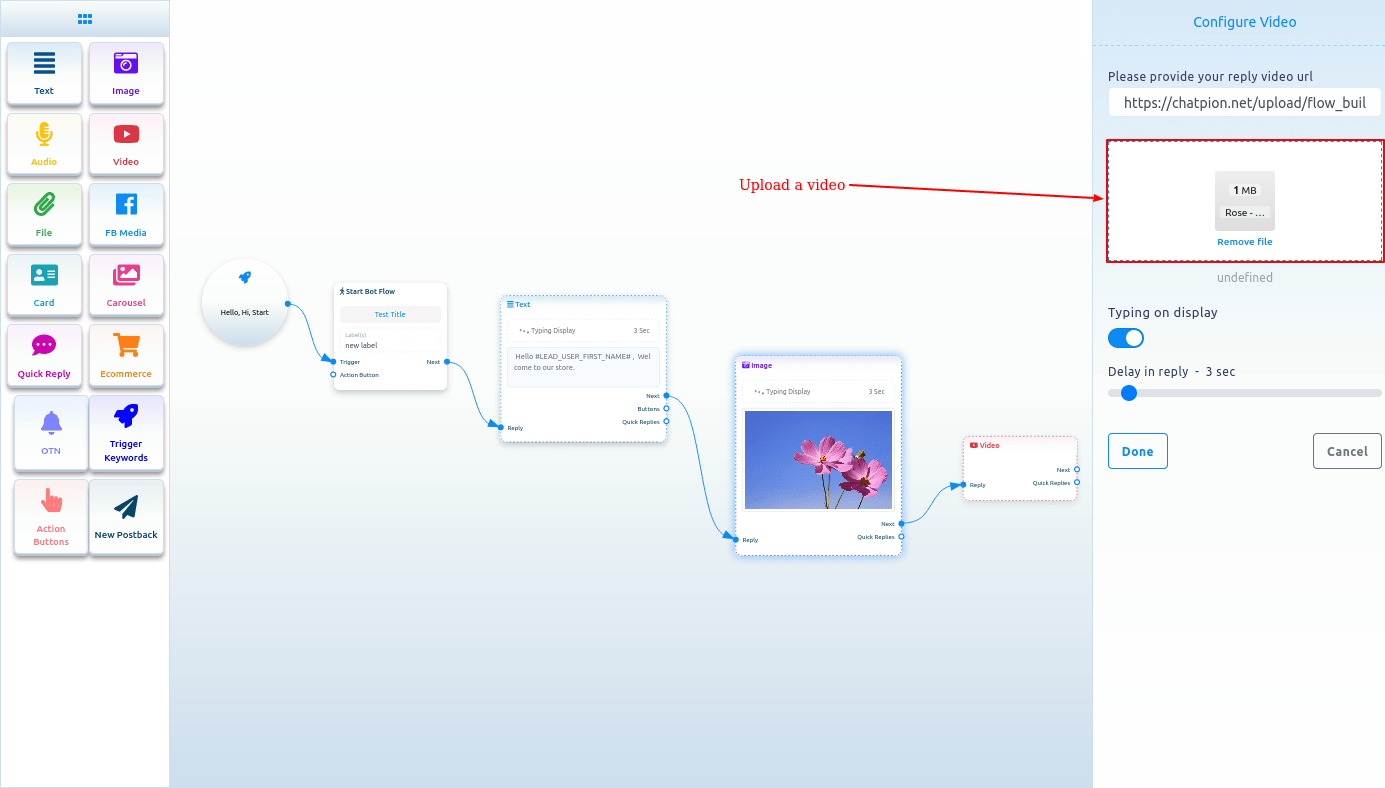 Text
Image
Audio
Video
File
FB Media
Card
Carousel
Quick Reply
Ecommerce
OTN
Trigger
Keywords
Action
Buttons
New Postback
Hello, Hi, Start
Start Bot Flow
Test Title
Label(s)
new label
Trigger
Next
Action Button
Text
Typing Display
3 Sec
Hello #LEAD_USER_FIRST_NAME# , Wel
come to our store.
Next
Buttons
Quick Replies
Reply
Image
Typing Display
3 Sec
Next
Quick Replies
Reply
Video
Next
Quick Replies
Reply
Upload a video
Configure Video
Please provide your reply video url
https://chatpion.net/upload/flow_buil
1 MB
Rose - ...
Remove file
undefined
Typing on display
Delay in reply - 3 sec
Done
Cancel